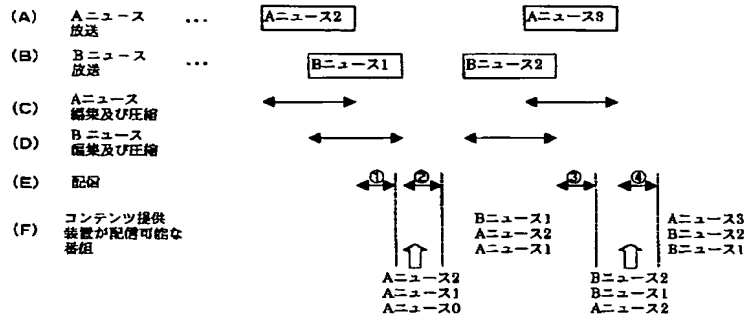 (A) Aニュース 放送 ... Aニュース2 Aニュース3
(B) Bニュース 放送 ... Bニュース1 Bニュース2
(C) Aニュース 編集及び圧縮
(D) Bニュース 編集及び圧縮
(E) 配信 ① ② ③ ④
(F) コンテンツ提供 装置が配信可能な 番組
Bニュース1
Aニュース2
Aニュース1
Aニュース3
Bニュース2
Bニュース1
Aニュース2
Aニュース1
Aニュース0
Bニュース2
Bニュース1
Aニュース2